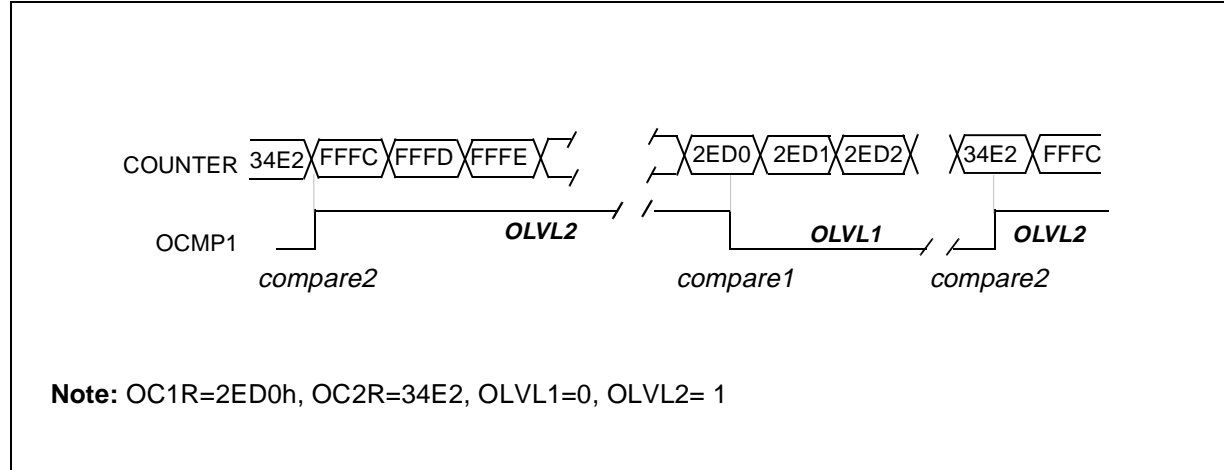 COUNTER 34E2 FFFC FFFD FFFE 2ED0 2ED1 2ED2 34E2 FFFC
OCMP1 OLVL2 OLVL1 OLVL2
compare2 compare1 compare2
Note: OC1R=2ED0h, OC2R=34E2, OLVL1=0, OLVL2= 1